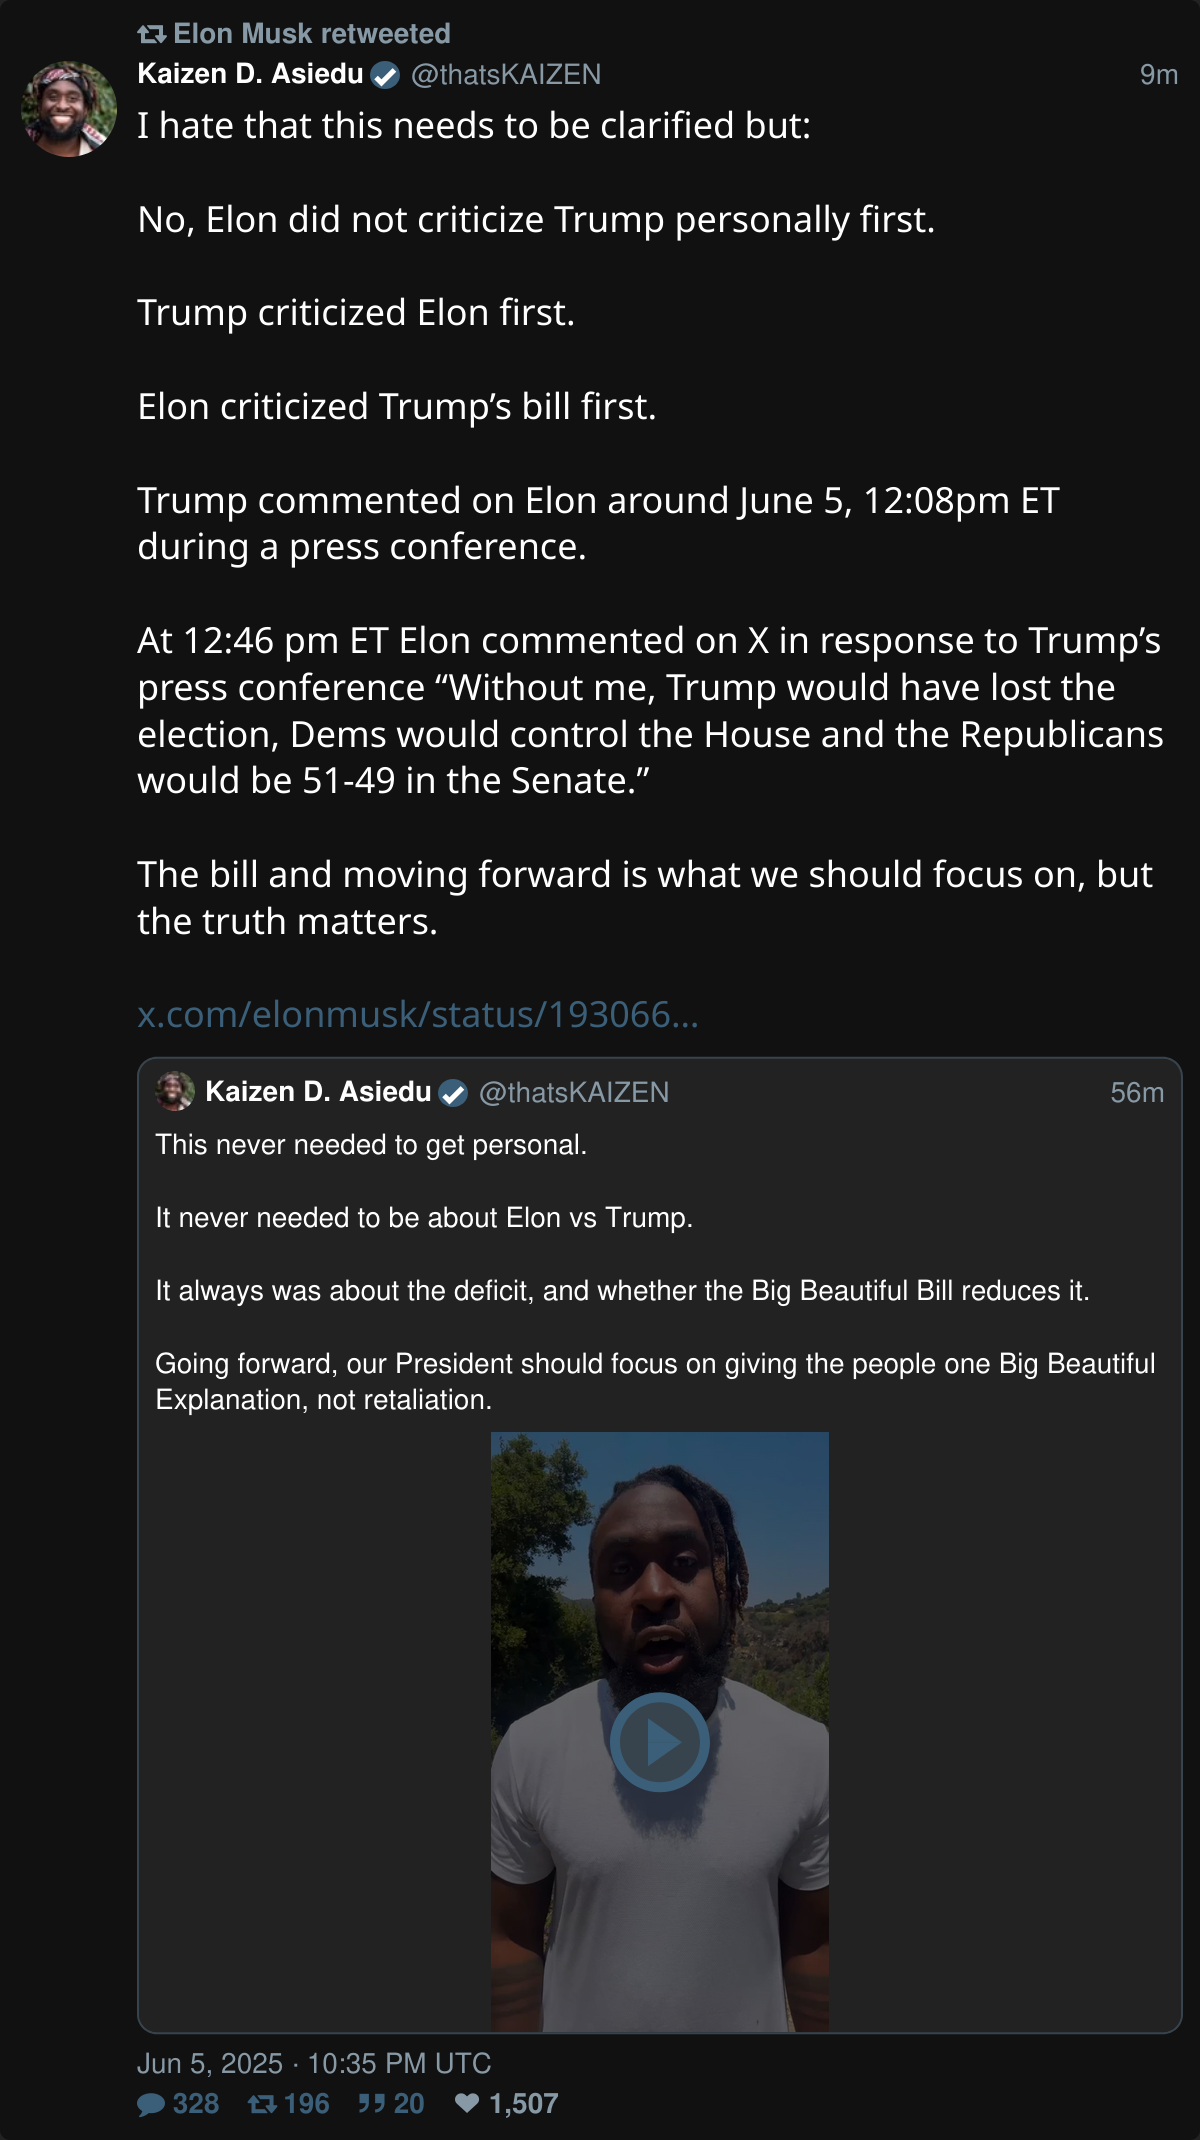 Elon Musk retweeted
Kaizen D. Asiedu @thatsKAIZEN 9m
I hate that this needs to be clarified but:
No, Elon did not criticize Trump personally first.
Trump criticized Elon first.
Elon criticized Trump’s bill first.
Trump commented on Elon around June 5, 12:08pm ET
during a press conference.
At 12:46 pm ET Elon commented on X in response to Trump’s
press conference “Without me, Trump would have lost the
election, Dems would control the House and the Republicans
would be 51-49 in the Senate.”
The bill and moving forward is what we should focus on, but
the truth matters.
x.com/elonmusk/status/193066…
Kaizen D. Asiedu @thatsKAIZEN 56m
This never needed to get personal.
It never needed to be about Elon vs Trump.
It always was about the deficit, and whether the Big Beautiful Bill reduces it.
Going forward, our President should focus on giving the people one Big Beautiful
Explanation, not retaliation.
Jun 5, 2025 · 10:35 PM UTC
328 196 20 1,507